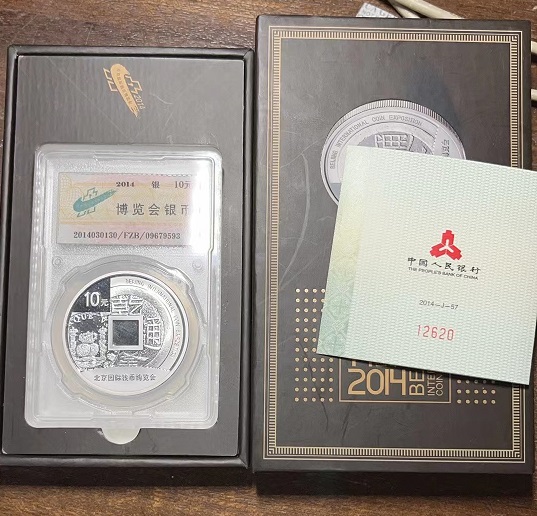 2014
2014 银 10元
博览会银币
2014030130/FZB/09679593
10元
BEIJING INTERNATIONAL COIN EXPOSITION
北京国际钱币博览会
BEIJING INTERNATIONAL COIN EXPOSITION
中国人民银行
THE PEOPLE'S BANK OF CHINA
2014—J—57
12620
2014